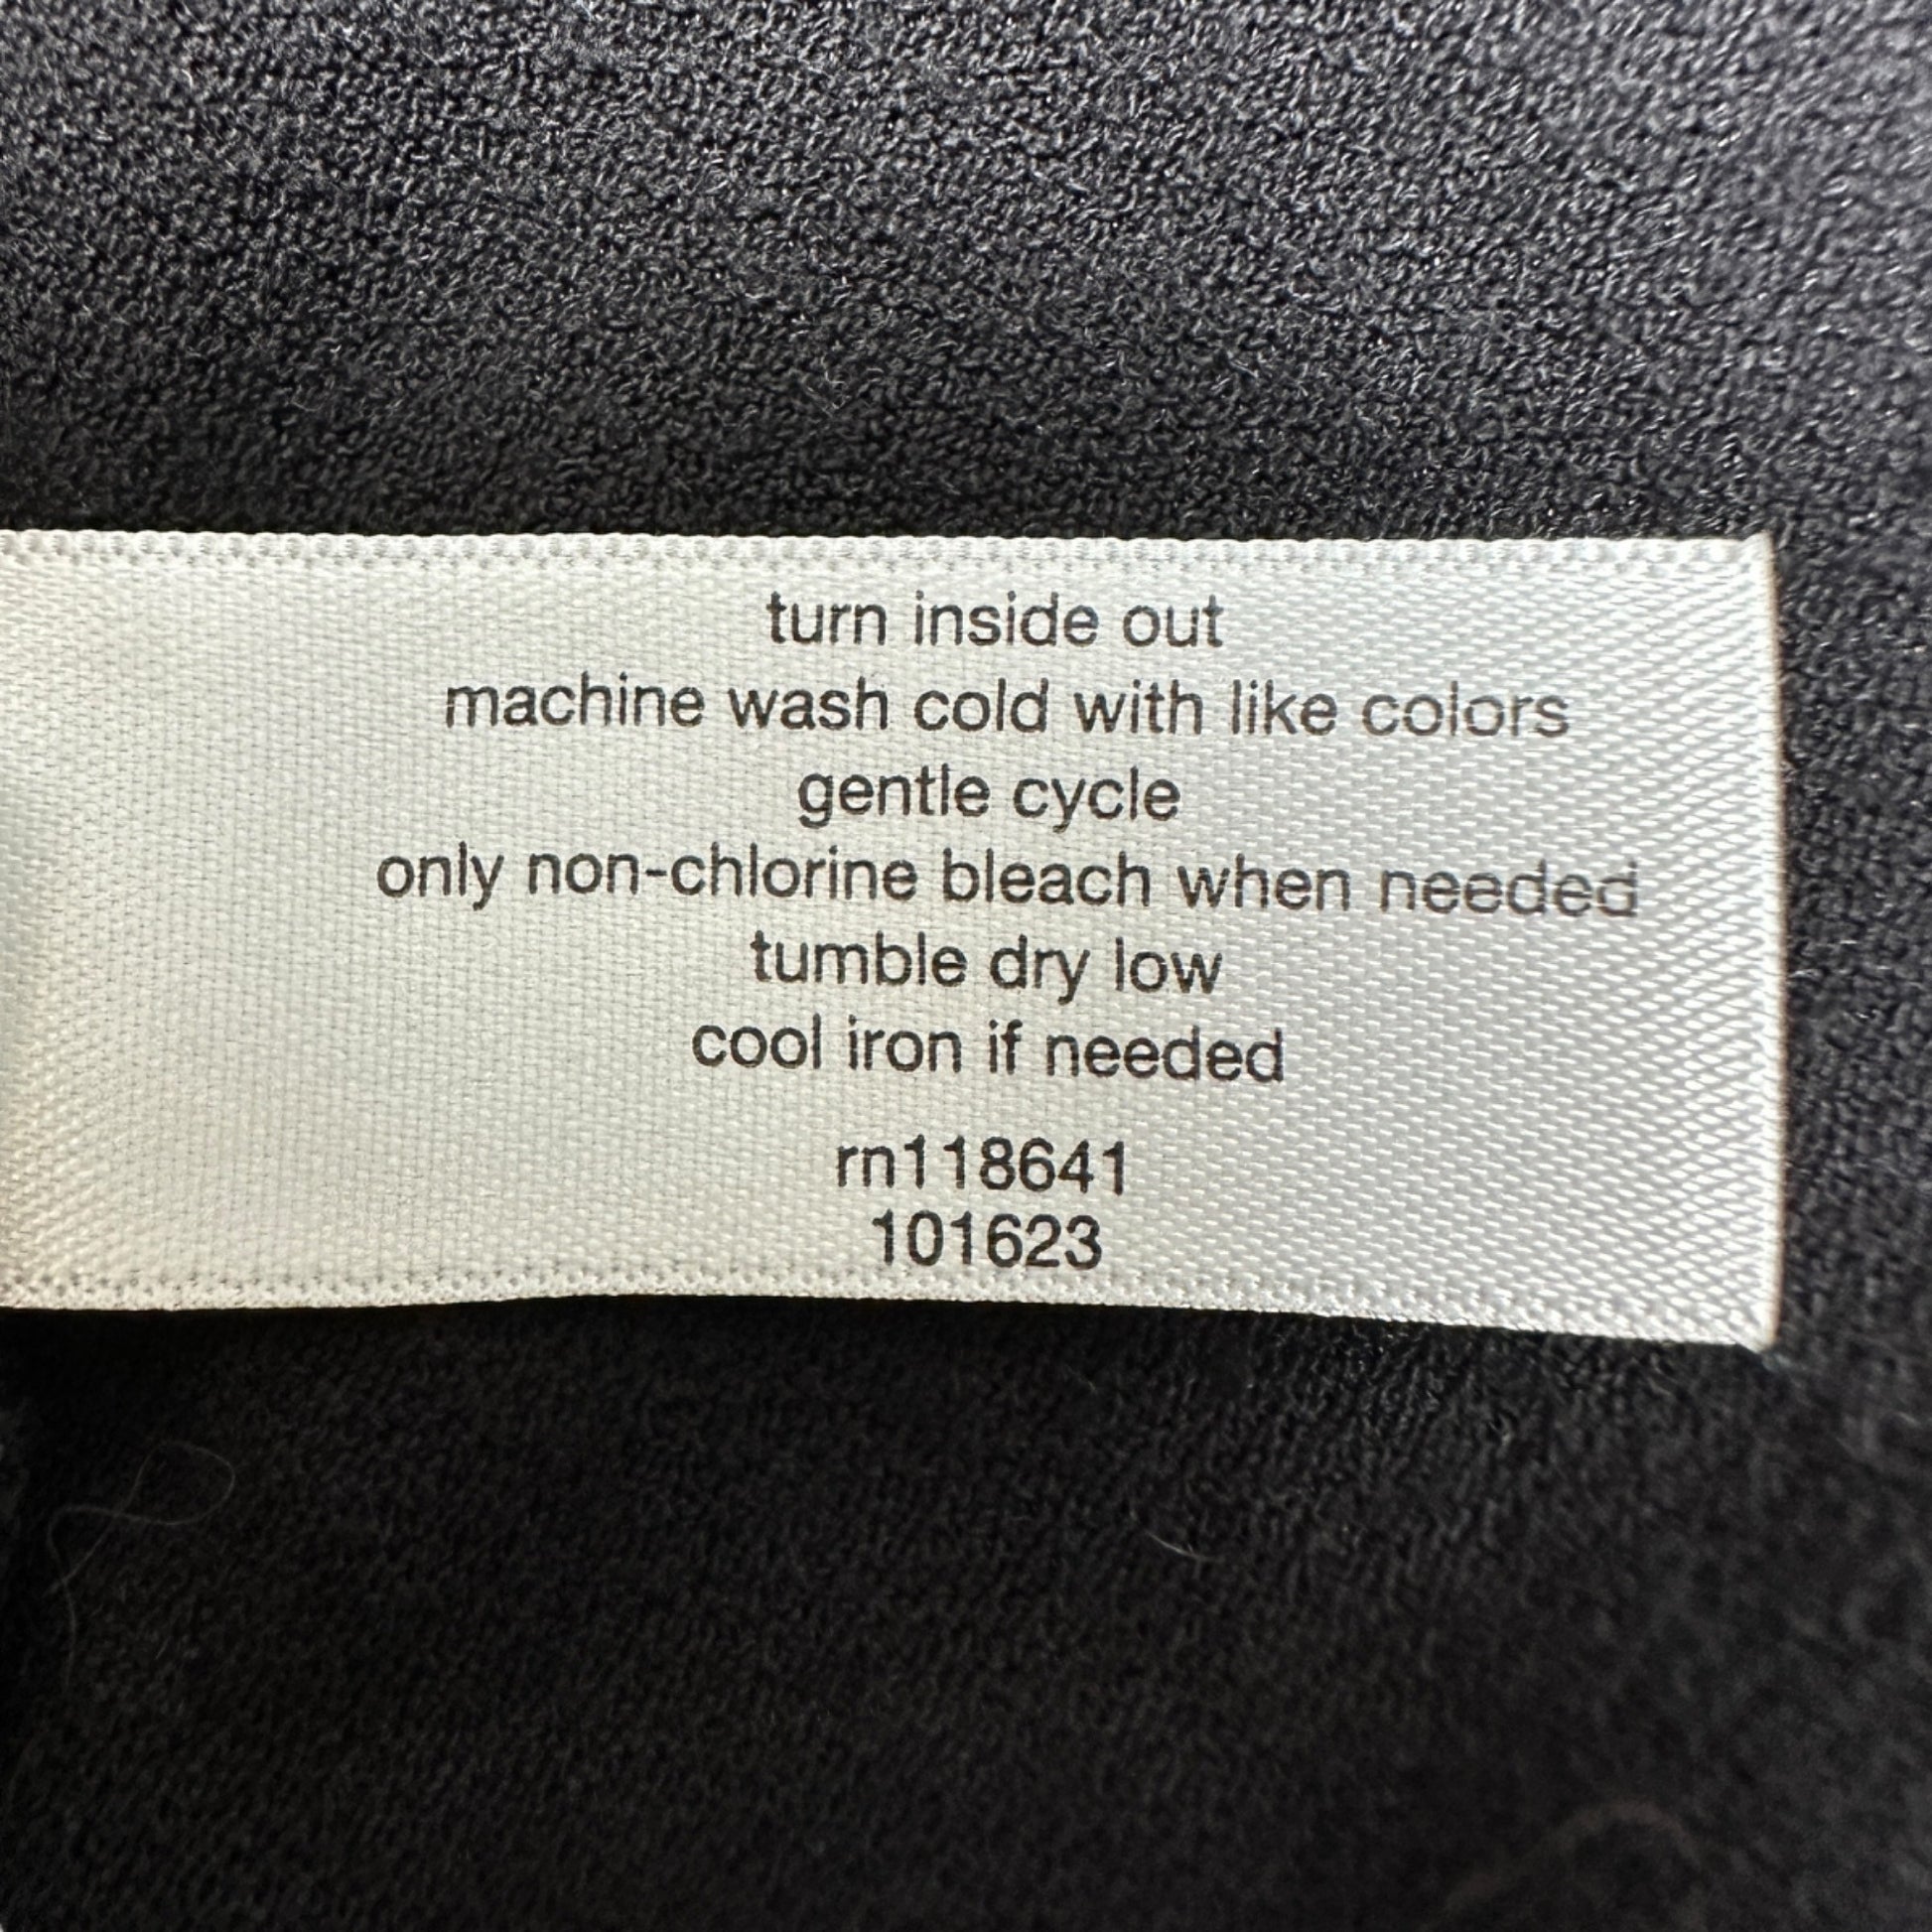 turn inside out
machine wash cold with like colors
gentle cycle
only non-chlorine bleach when needed
tumble dry low
cool iron if needed
rn118641
101623